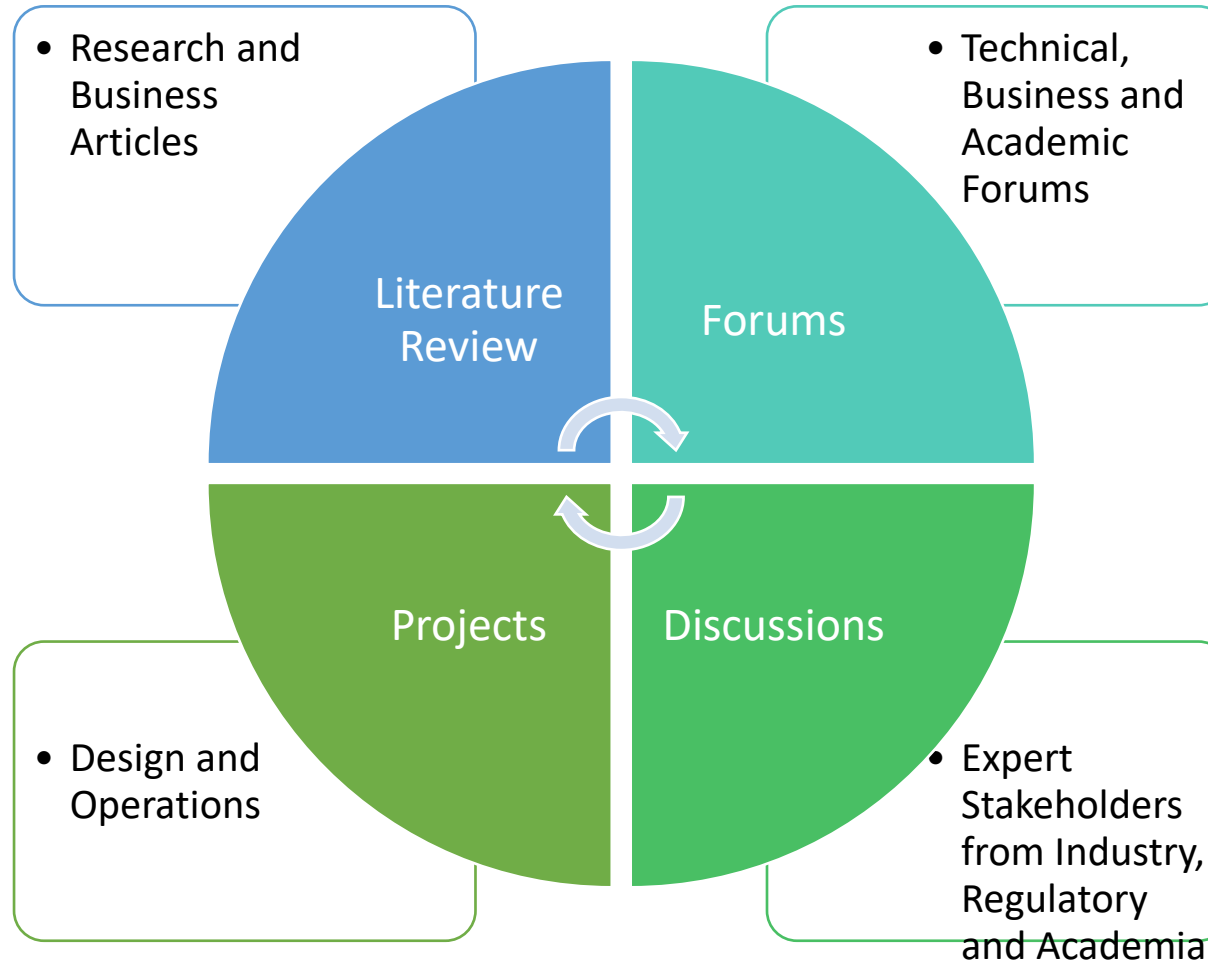 • Research and
Business
Articles
• Technical,
Business and
Academic
Forums
Literature
Review
Forums
Projects
Discussions
• Design and
Operations
• Expert
Stakeholders
from Industry,
Regulatory
and Academia